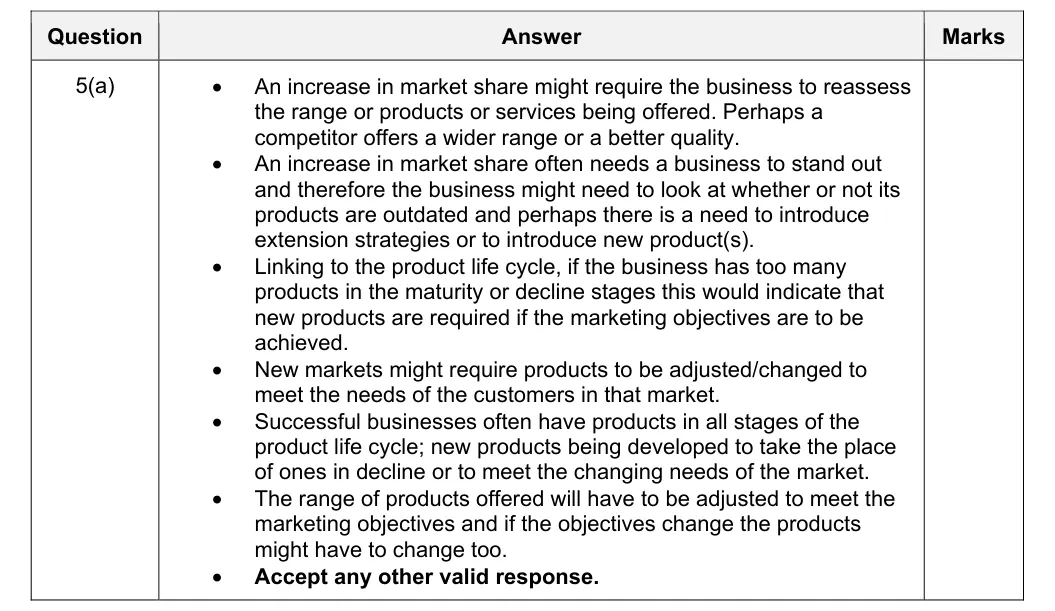 Question Answer Marks
5(a)
• An increase in market share might require the business to reassess
the range or products or services being offered. Perhaps a
competitor offers a wider range or a better quality.
• An increase in market share often needs a business to stand out
and therefore the business might need to look at whether or not its
products are outdated and perhaps there is a need to introduce
extension strategies or to introduce new product(s).
• Linking to the product life cycle, if the business has too many
products in the maturity or decline stages this would indicate that
new products are required if the marketing objectives are to be
achieved.
• New markets might require products to be adjusted/changed to
meet the needs of the customers in that market.
• Successful businesses often have products in all stages of the
product life cycle; new products being developed to take the place
of ones in decline or to meet the changing needs of the market.
• The range of products offered will have to be adjusted to meet the
marketing objectives and if the objectives change the products
might have to change too.
• Accept any other valid response.